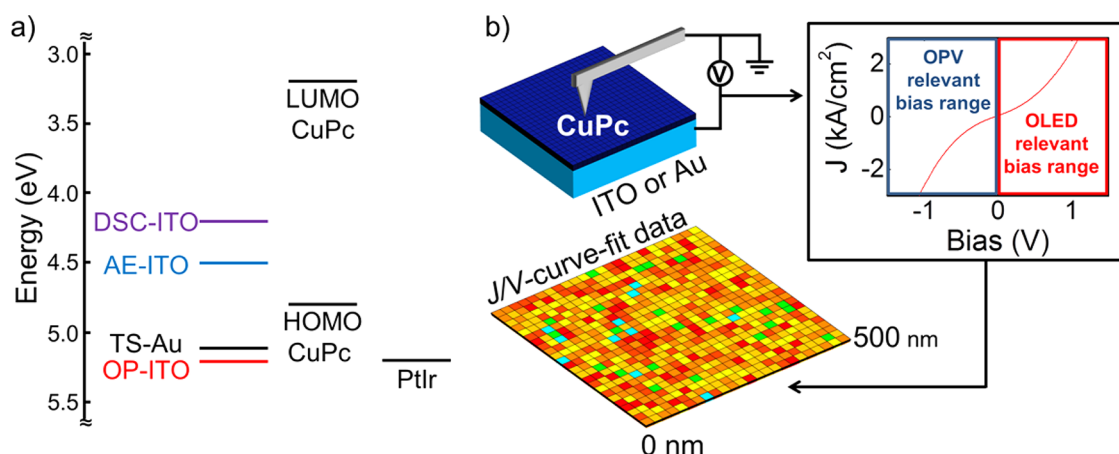 a)
≈
3.0
3.5
4.0
4.5
5.0
5.5
≈
Energy (eV)
LUMO
CuPc
DSC-ITO
AE-ITO
TS-Au
OP-ITO
HOMO
CuPc
PtIr
b)
V
CuPc
ITO or Au
J/V-curve-fit data
500 nm
0 nm
J (kA/cm²)
2
0
-2
OPV
relevant
bias range
OLED
relevant
bias range
-1
0
1
Bias (V)